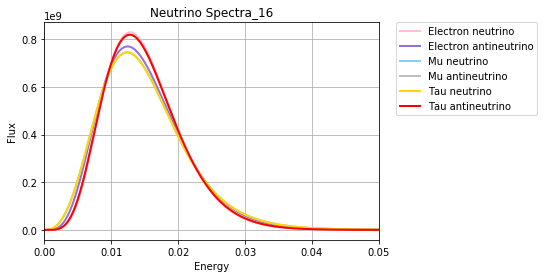 Neutrino Spectra_16
1e9
Electron neutrino
Electron antineutrino
Mu neutrino
Mu antineutrino
Tau neutrino
Tau antineutrino
0.8
0.6
0.4
0.2
0.0
Flux
0.00 0.01 0.02 0.03 0.04 0.05
Energy